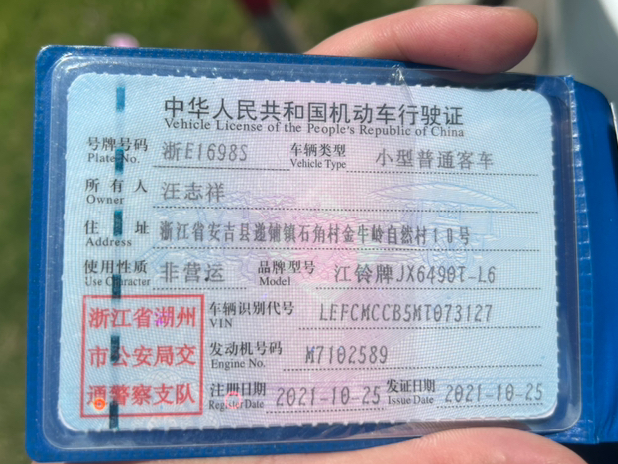 中华人民共和国机动车行驶证
Vehicle License of the People's Republic of China
号牌号码 浙E1698S 车辆类型 小型普通客车
Plate No. Vehicle Type
所有人 汪志祥
Owner
住址 浙江省安吉县递铺镇石角村金牛岭自然村18号
Address
使用性质 非营运 品牌型号 江铃牌JX6490T-L6
Use Character Model
浙江省湖州
市公安局交
通警察支队
车辆识别代号 LEFCMCCB5MT073127
VIN
发动机号码 M7102589
Engine No.
注册日期 2021-10-25 发证日期 2021-10-25
Register Date Issue Date